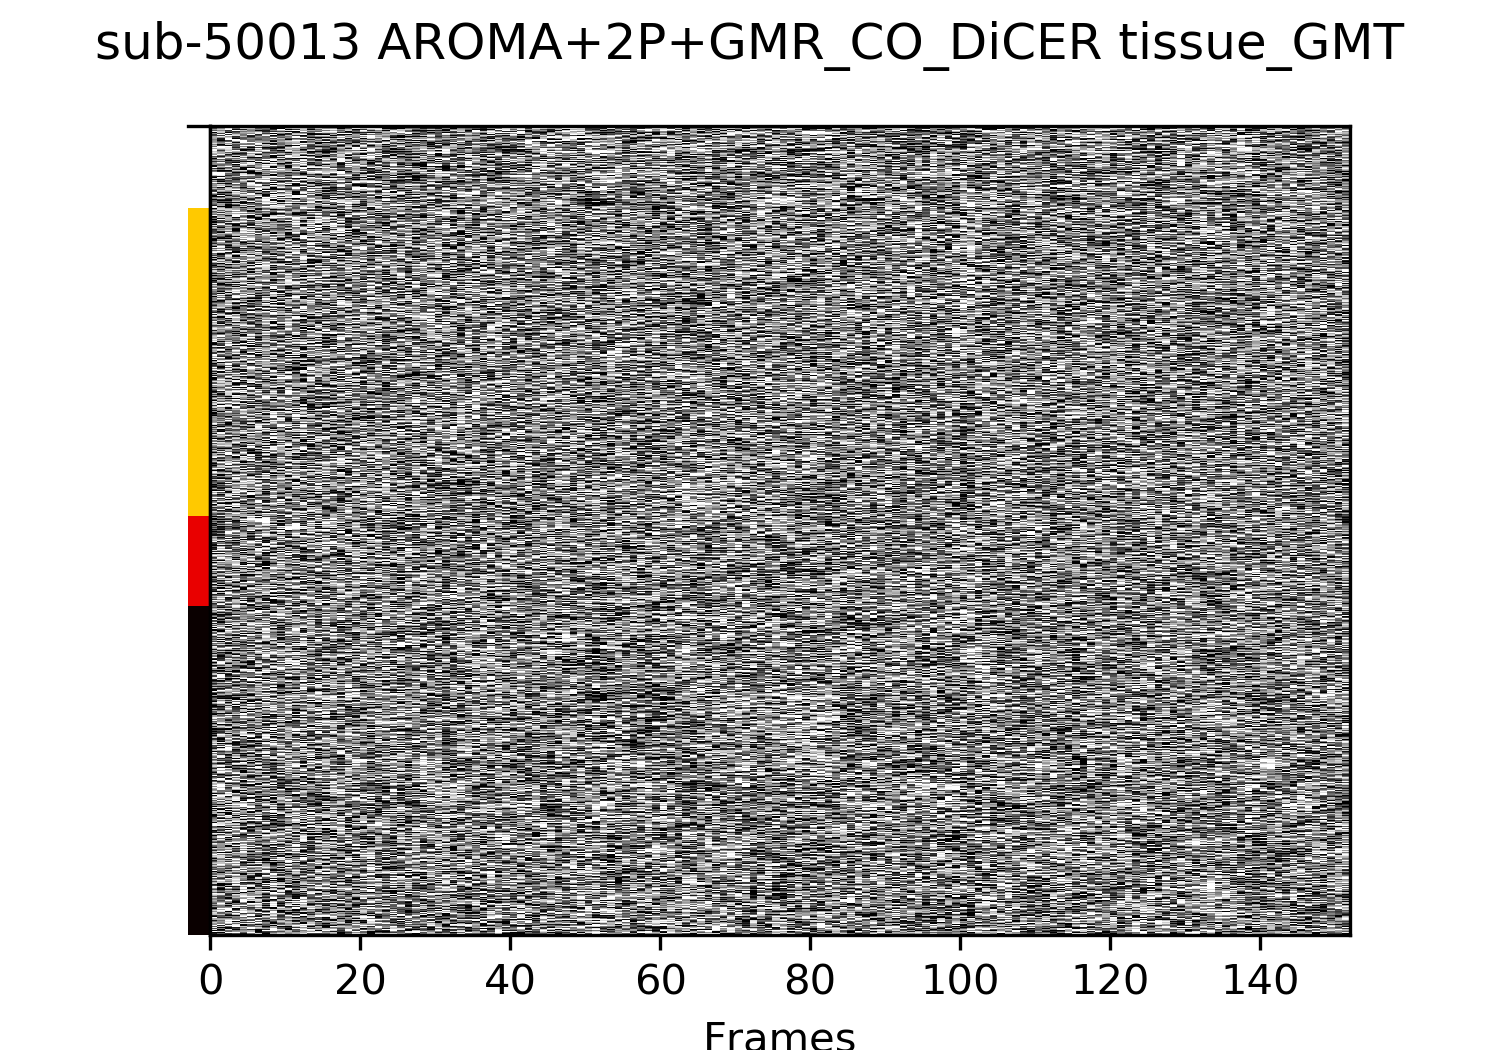 sub-50013 AROMA+2P+GMR_CO_DiCER tissue_GMT
0 20 40 60 80 100 120 140
Frames